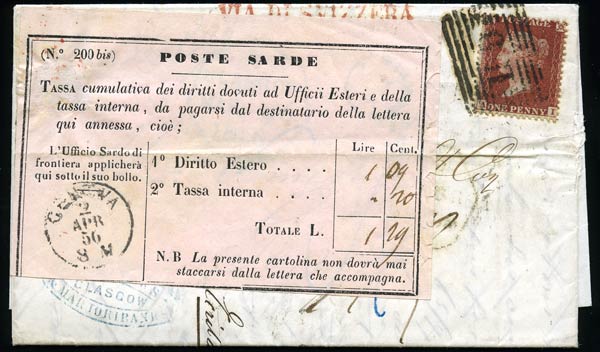 VIA DI SVIZZERA
(N.º 200 bis) POSTE SARDE
TASSA cumulativa dei diritti dovuti ad Ufficii Esteri e della
tassa interna, da pagarsi dal destinatario della lettera
qui annessa, cioè;
L'Ufficio Sardo di
frontiera applicherà
qui sotto il suo bollo.
Lire Cent.
1º Diritto Estero . . . . 1 09
2º Tassa interna . . . . " 20
TOTALE L. 1 29
N.B La presente cartolina non dovrà mai
staccarsi dalla lettera che accompagna.
GENOVA
2
APR
56
8 M
GLASGOW
MARJORIBANKS
ONE PENNY